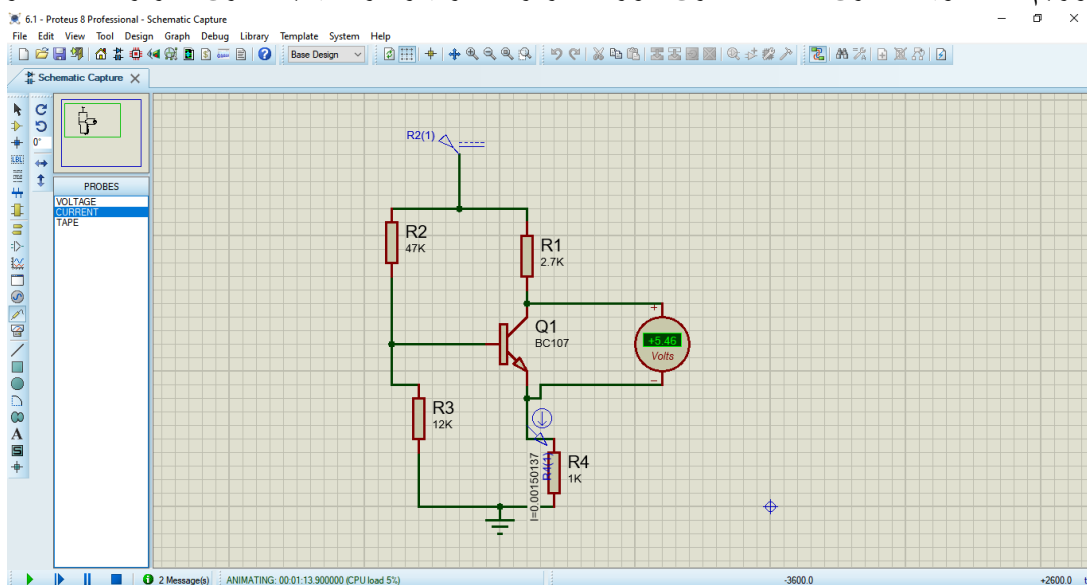 6.1 - Proteus 8 Professional - Schematic Capture
File Edit View Tool Design Graph Debug Library Template System Help
Base Design
Schematic Capture
0°
PROBES
VOLTAGE
CURRENT
TAPE
LBL
A
S
R2(1)
R2
47K
R1
2.7K
Q1
BC107
+
+5.46
Volts
−
R3
12K
R4(1)
I=0.00150137
R4
1K
2 Message(s)
ANIMATING: 00:01:13.900000 (CPU load 5%)
-3600.0
+2600.0